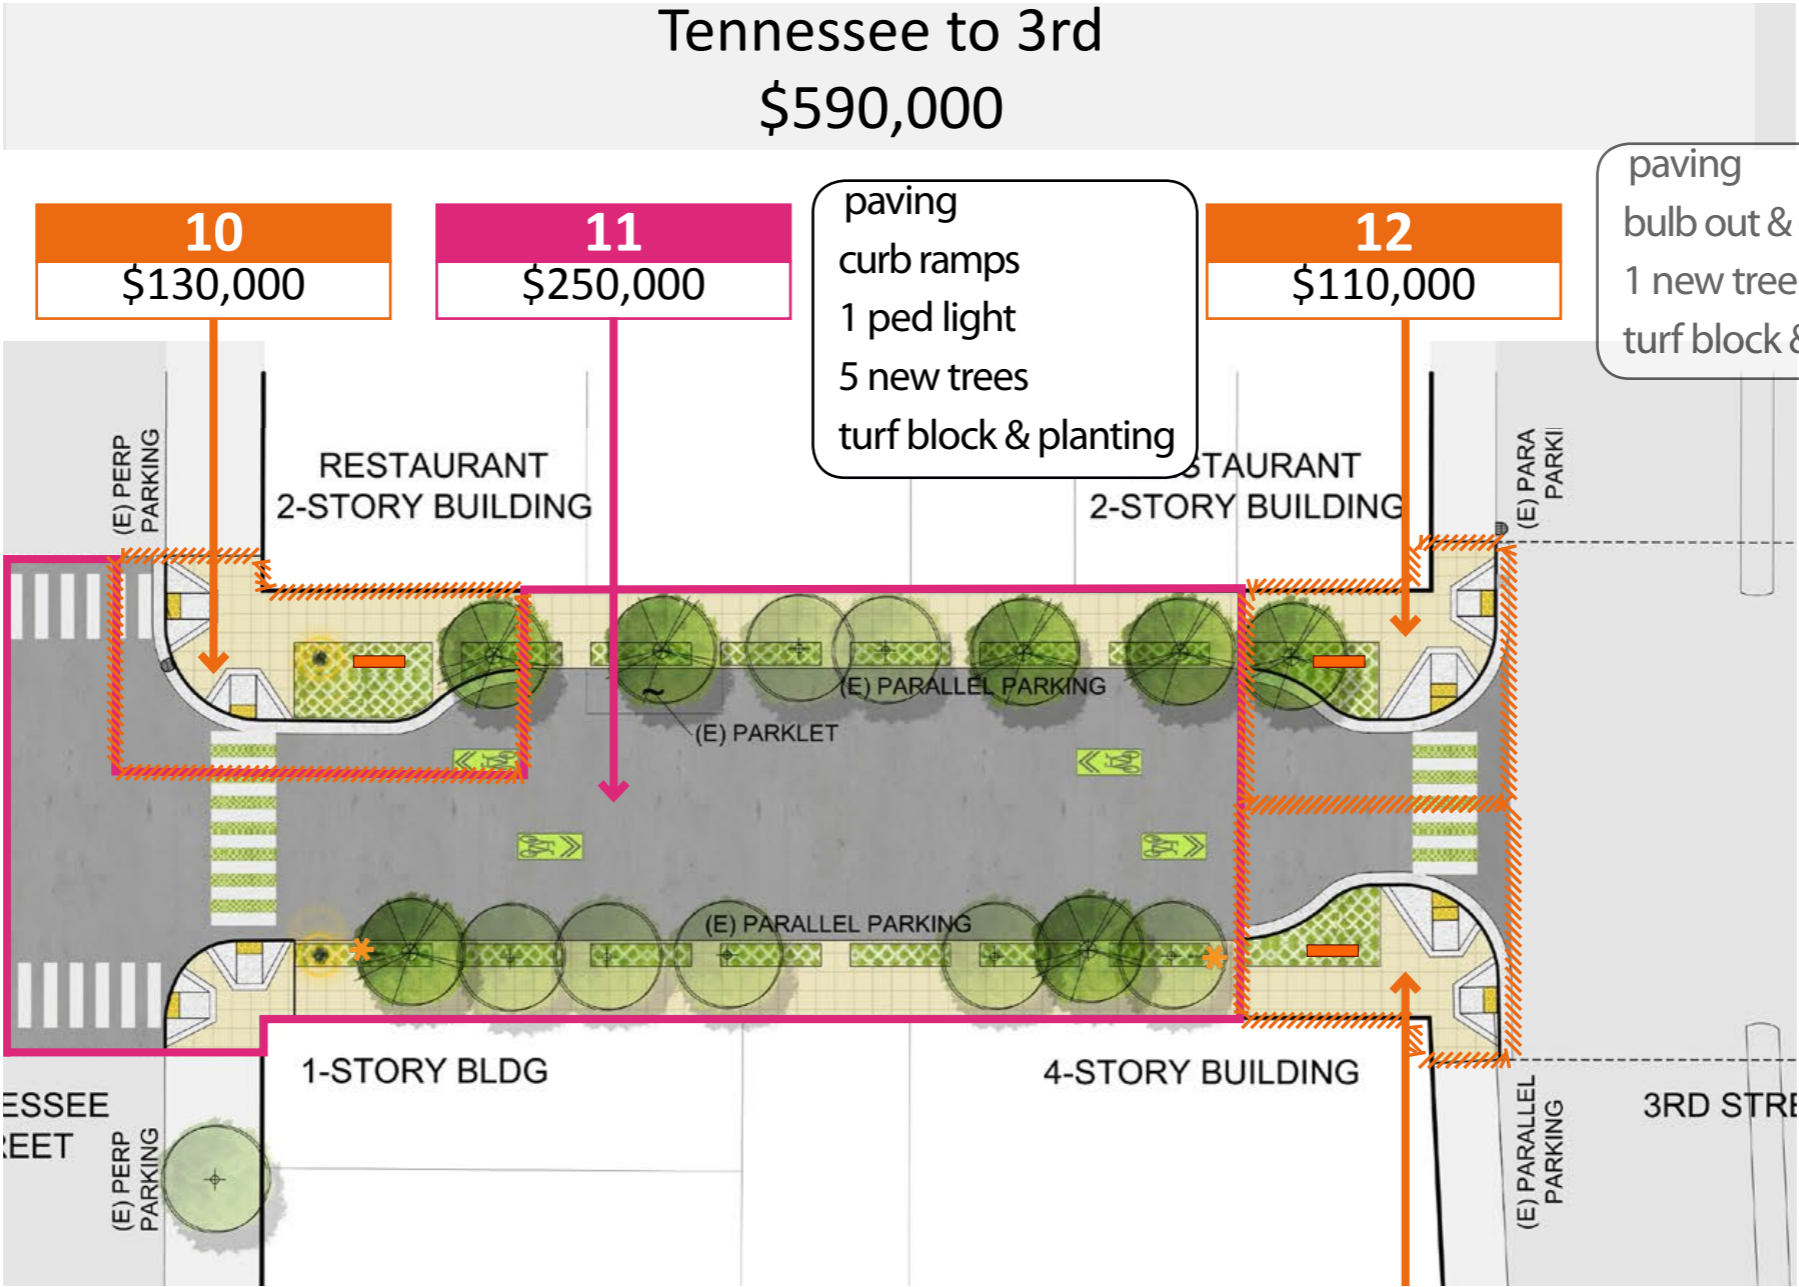 Tennessee to 3rd
$590,000
10
$130,000
11
$250,000
paving
curb ramps
1 ped light
5 new trees
turf block & planting
12
$110,000
paving
bulb out &
1 new tree
turf block &
(E) PERP
PARKING
RESTAURANT
2-STORY BUILDING
STAURANT
2-STORY BUILDING
(E) PARA
PARKI
(E) PARALLEL PARKING
(E) PARKLET
(E) PARALLEL PARKING
1-STORY BLDG
4-STORY BUILDING
ESSEE
REET
(E) PERP
PARKING
(E) PARALLEL
PARKING
3RD STRE